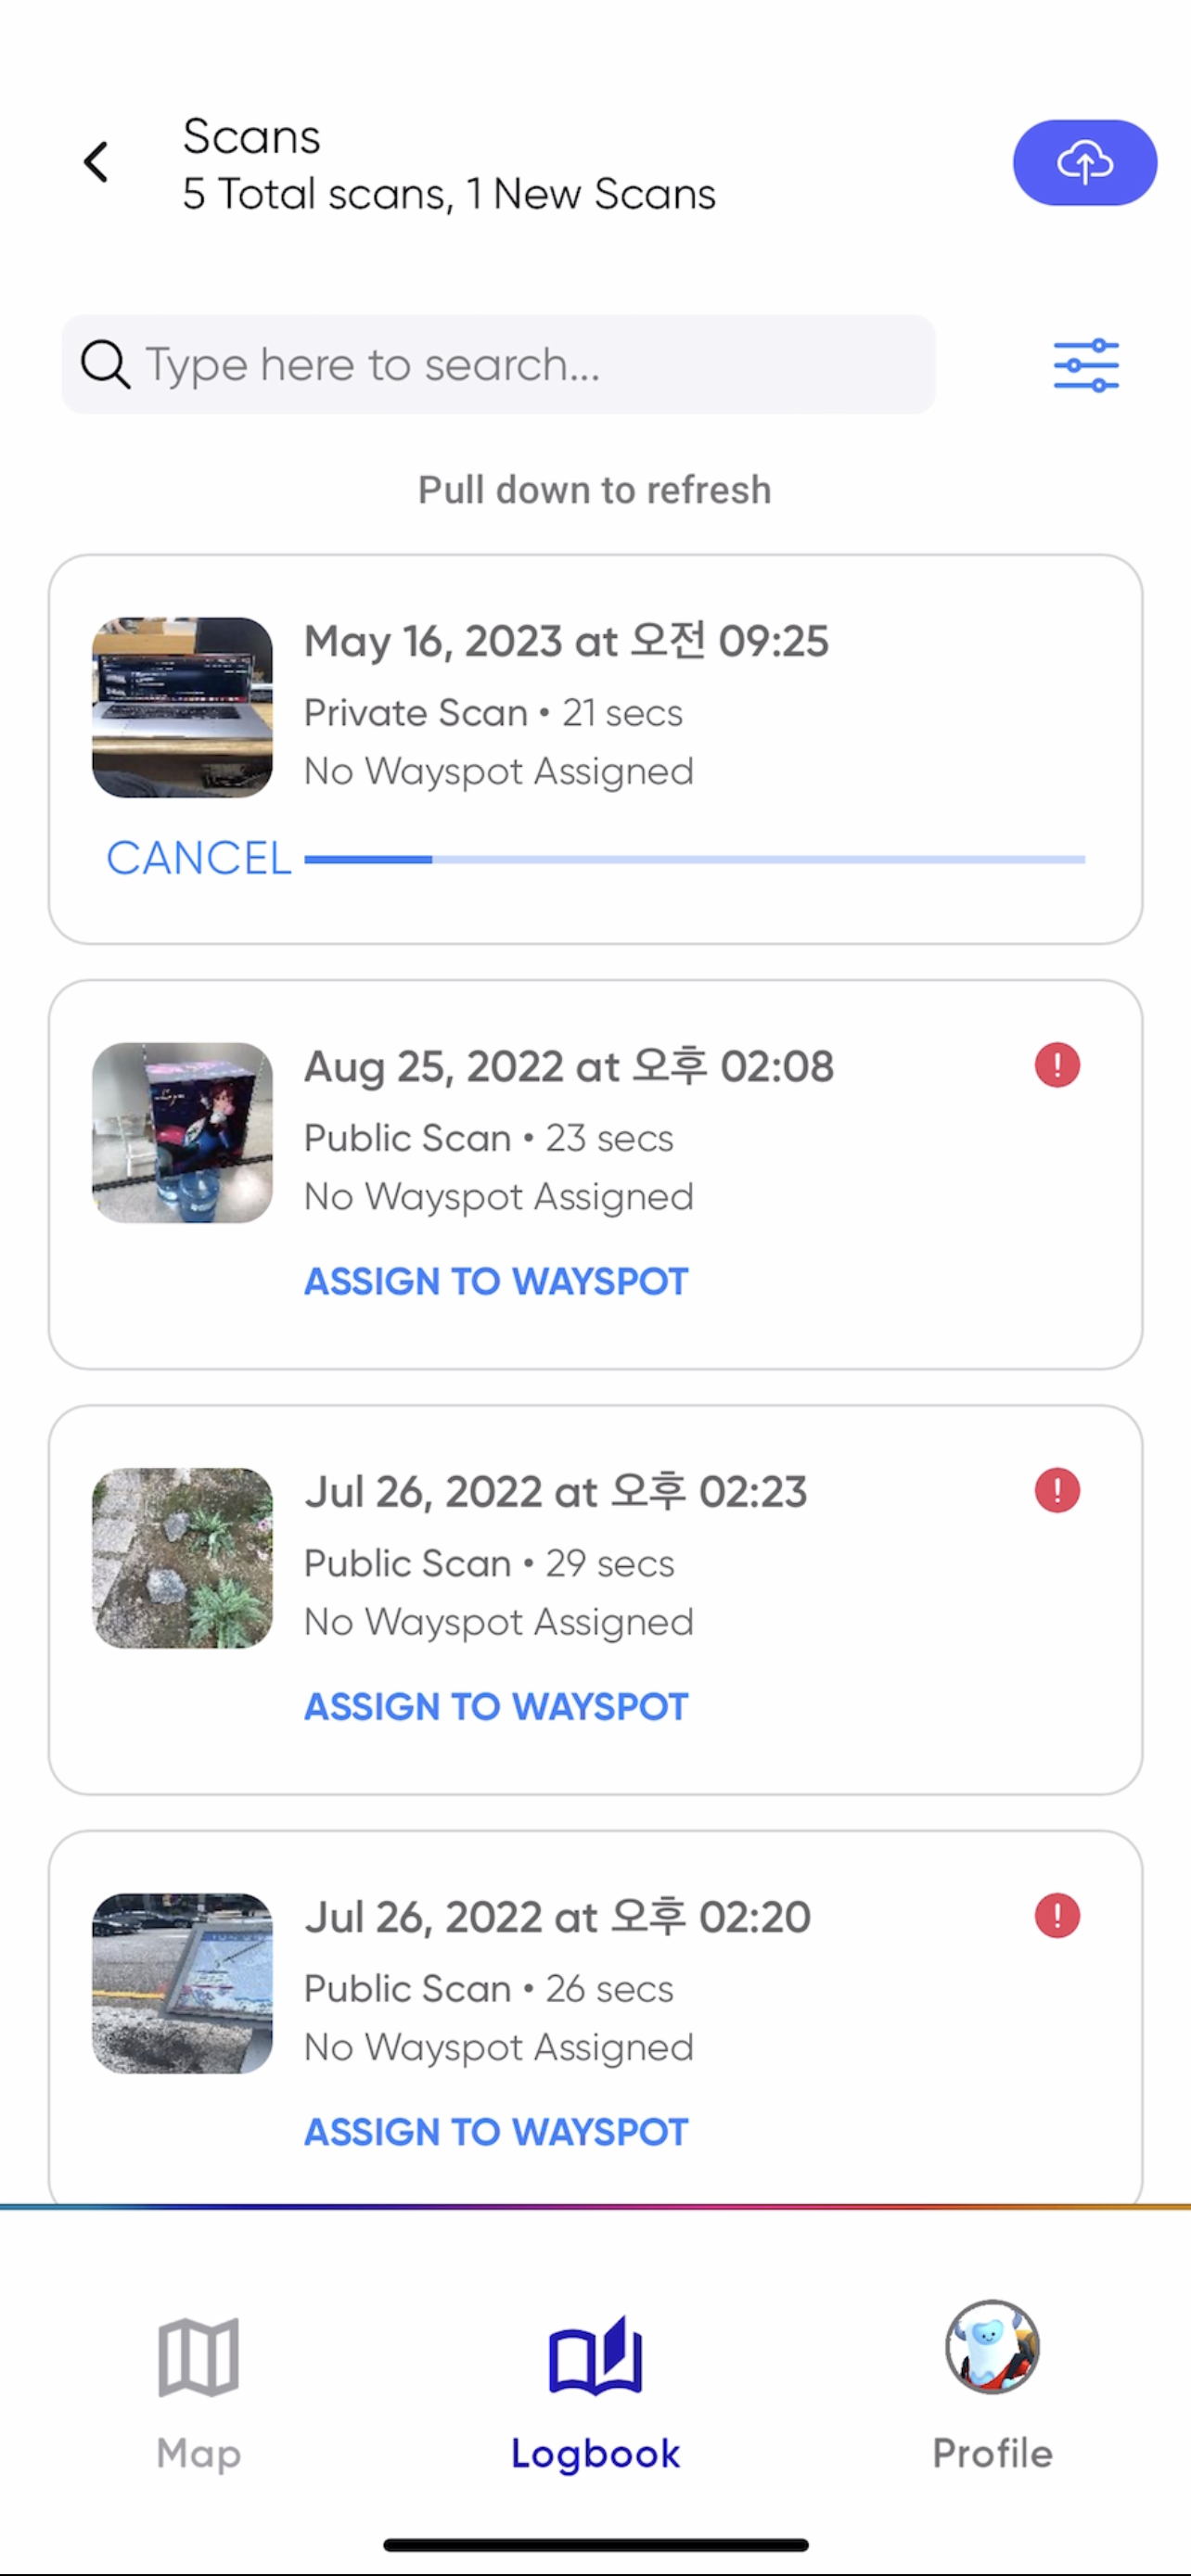 Scans
5 Total scans, 1 New Scans
Type here to search...
Pull down to refresh
May 16, 2023 at 오전 09:25
Private Scan • 21 secs
No Wayspot Assigned
CANCEL
Aug 25, 2022 at 오후 02:08
Public Scan • 23 secs
No Wayspot Assigned
ASSIGN TO WAYSPOT
Jul 26, 2022 at 오후 02:23
Public Scan • 29 secs
No Wayspot Assigned
ASSIGN TO WAYSPOT
Jul 26, 2022 at 오후 02:20
Public Scan • 26 secs
No Wayspot Assigned
ASSIGN TO WAYSPOT
Map
Logbook
Profile